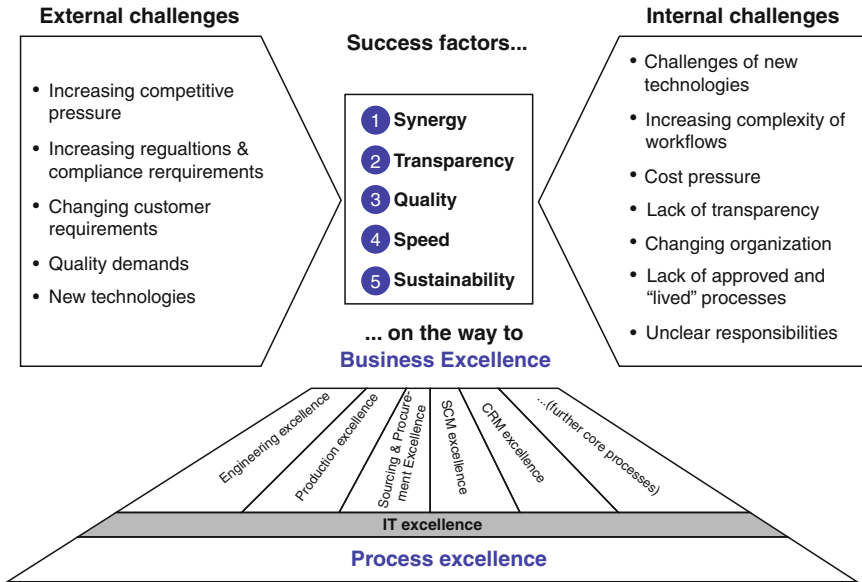 External challenges
• Increasing competitive
pressure
• Increasing regualtions &
compliance rerquirements
• Changing customer
requirements
• Quality demands
• New technologies
Success factors...
1 Synergy
2 Transparency
3 Quality
4 Speed
5 Sustainability
... on the way to
Business Excellence
Internal challenges
• Challenges of new
technologies
• Increasing complexity of
workflows
• Cost pressure
• Lack of transparency
• Changing organization
• Lack of approved and
“lived” processes
• Unclear responsibilities
Engineering excellence
Production excellence
Sourcing & Procure-
ment Excellence
SCM excellence
CRM excellence
...(further core processes)
IT excellence
Process excellence